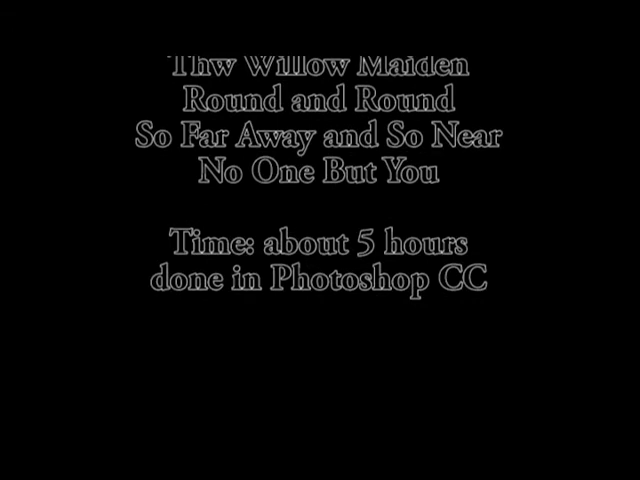 Thw Willow Maiden
Round and Round
So Far Away and So Near
No One But You
Time: about 5 hours
done in Photoshop CC